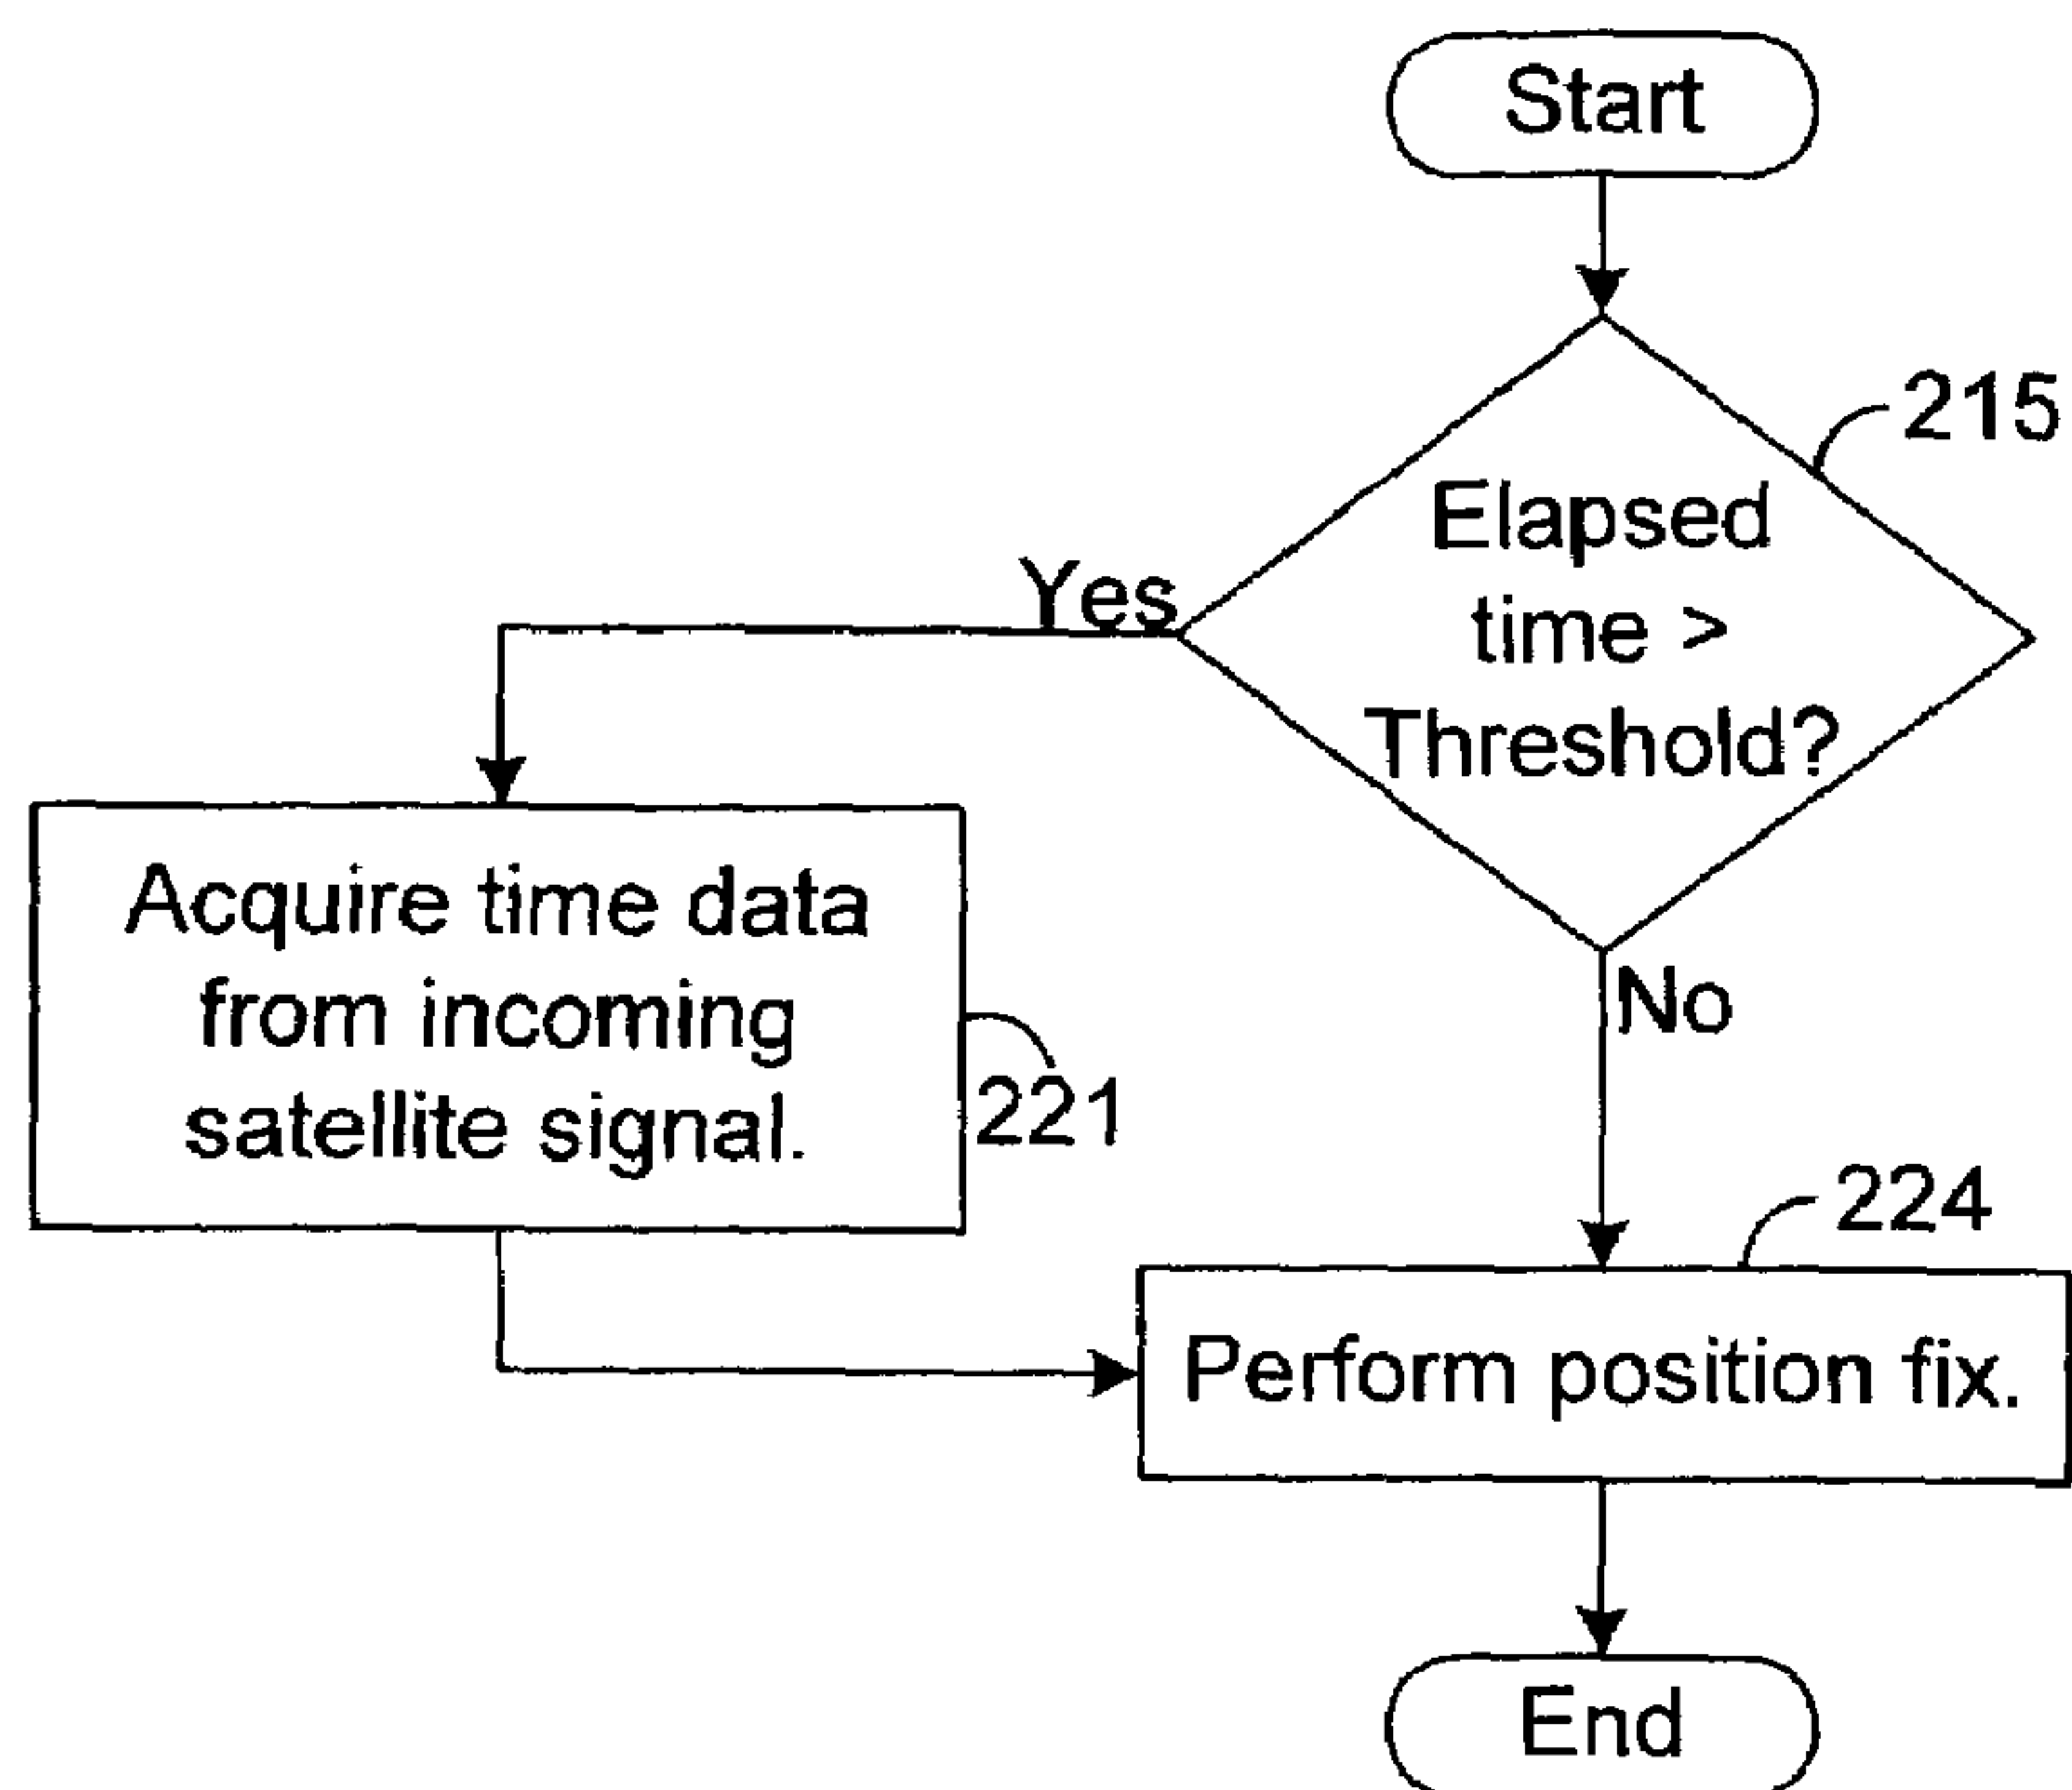 Start
215
Elapsed
time >
Threshold?
Yes
No
Acquire time data
from incoming
satellite signal.
221
224
Perform position fix.
End